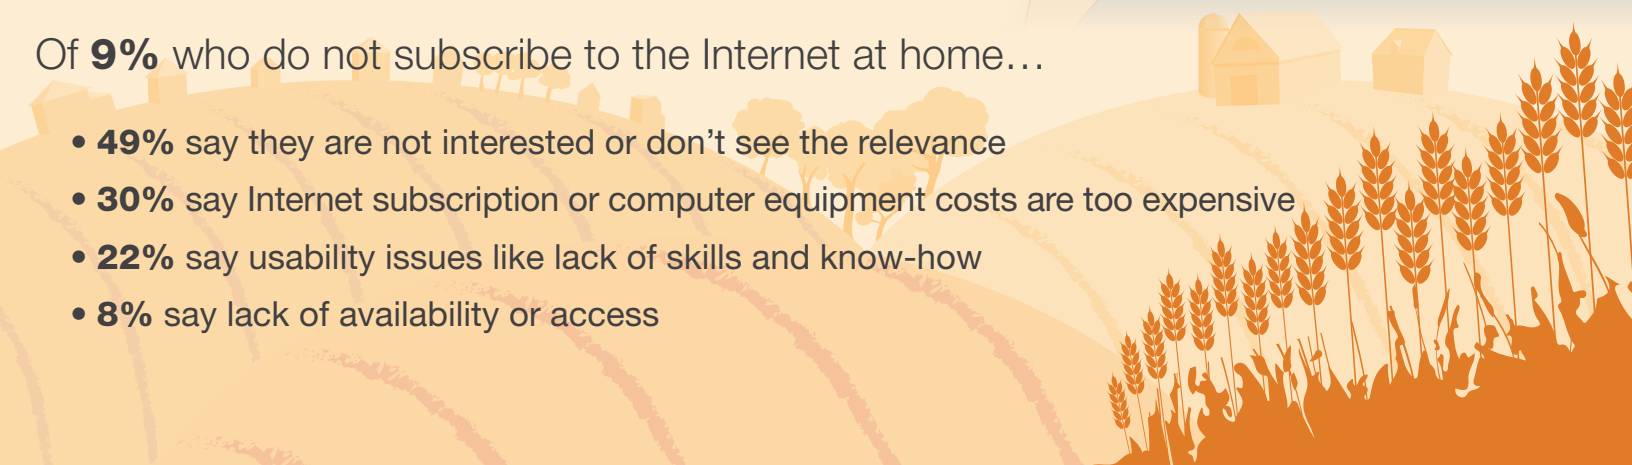 Of 9% who do not subscribe to the Internet at home…
• 49% say they are not interested or don’t see the relevance
• 30% say Internet subscription or computer equipment costs are too expensive
• 22% say usability issues like lack of skills and know-how
• 8% say lack of availability or access